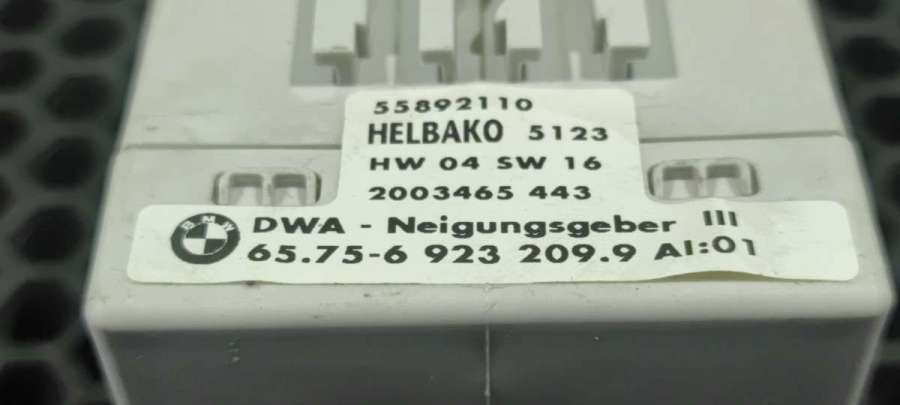 55892110
HELBAKO 5123
HW 04 SW 16
2003465 443
BMW DWA - Neigungsgeber III
65.75-6 923 209.9 AI:01